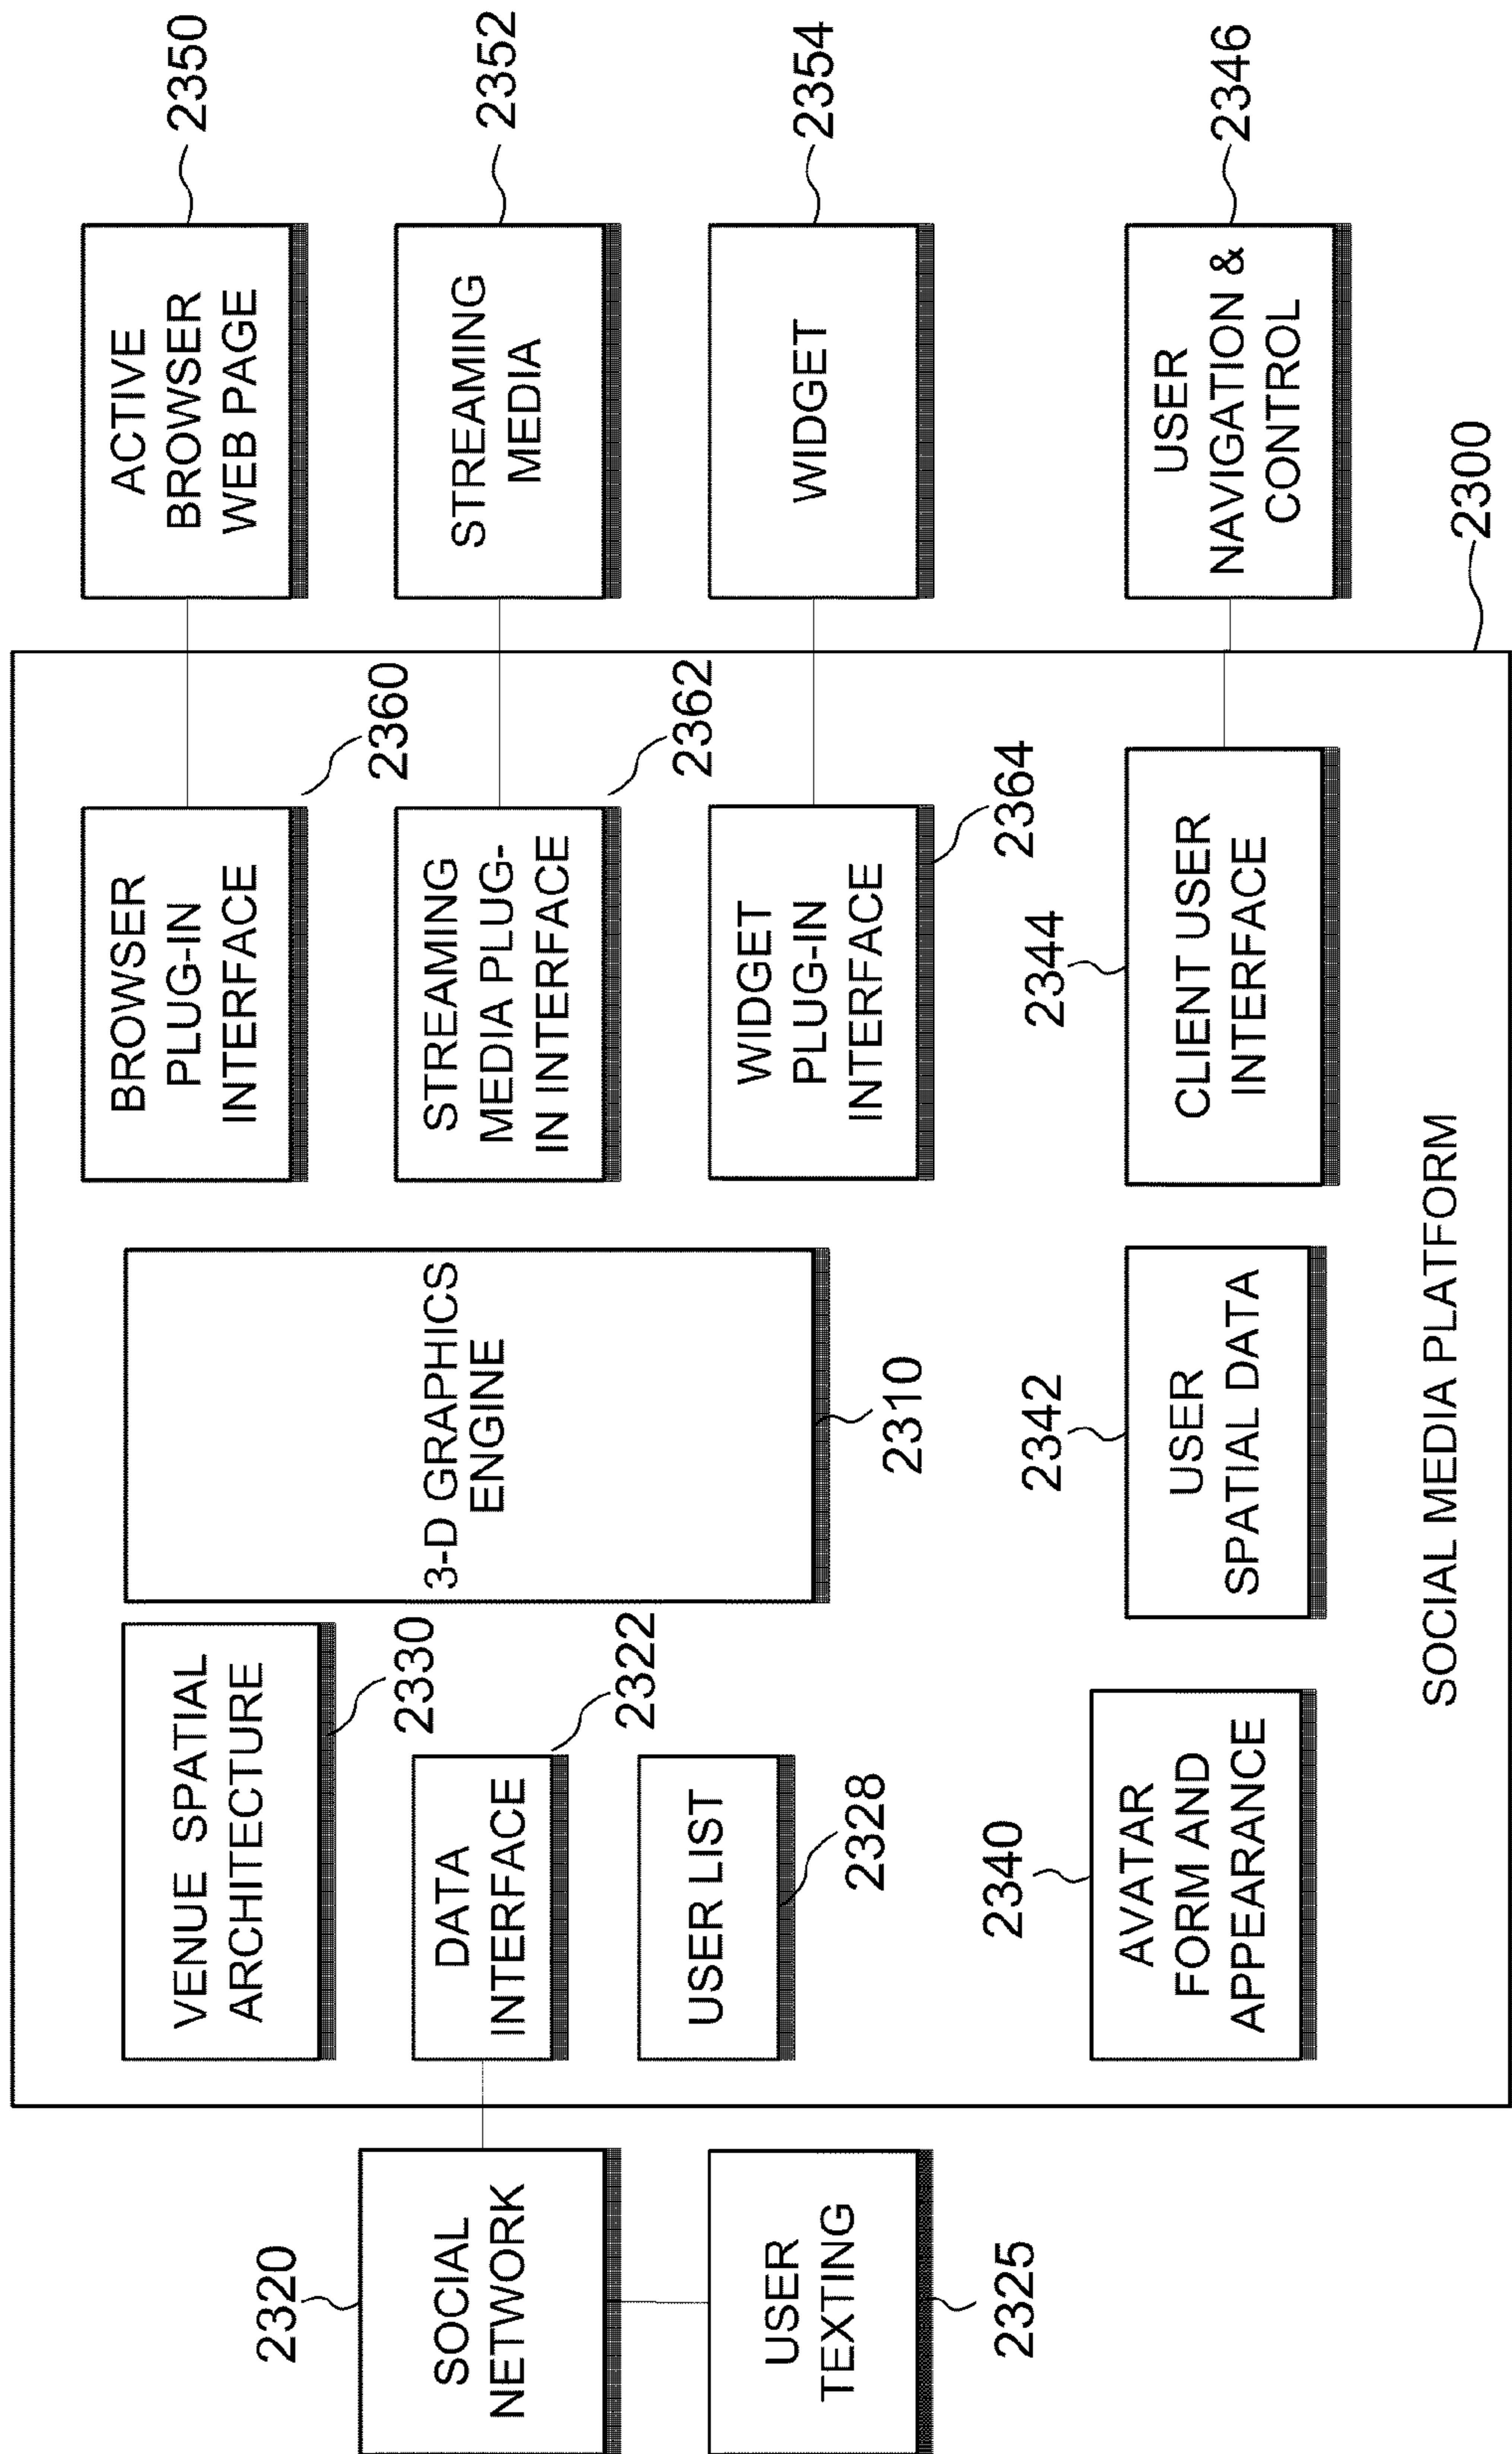 2320
SOCIAL
NETWORK
USER
TEXTING
2325
VENUE SPATIAL
ARCHITECTURE
2330
DATA
INTERFACE
2322
USER LIST
2328
2340
AVATAR
FORM AND
APPEARANCE
3-D GRAPHICS
ENGINE
2310
2342
USER
SPATIAL DATA
BROWSER
PLUG-IN
INTERFACE
2360
STREAMING
MEDIA PLUG-
IN INTERFACE
2362
WIDGET
PLUG-IN
INTERFACE
2364
2344
CLIENT USER
INTERFACE
SOCIAL MEDIA PLATFORM
2300
ACTIVE
BROWSER
WEB PAGE
2350
STREAMING
MEDIA
2352
WIDGET
2354
USER
NAVIGATION &
CONTROL
2346